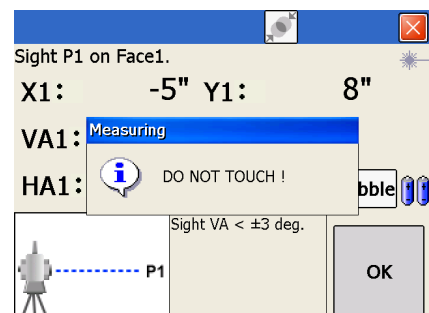 Sight P1 on Face1.
X1: -5" Y1: 8"
VA1:
Measuring
HA1:
DO NOT TOUCH !
bble
Sight VA < ±3 deg.
P1
OK